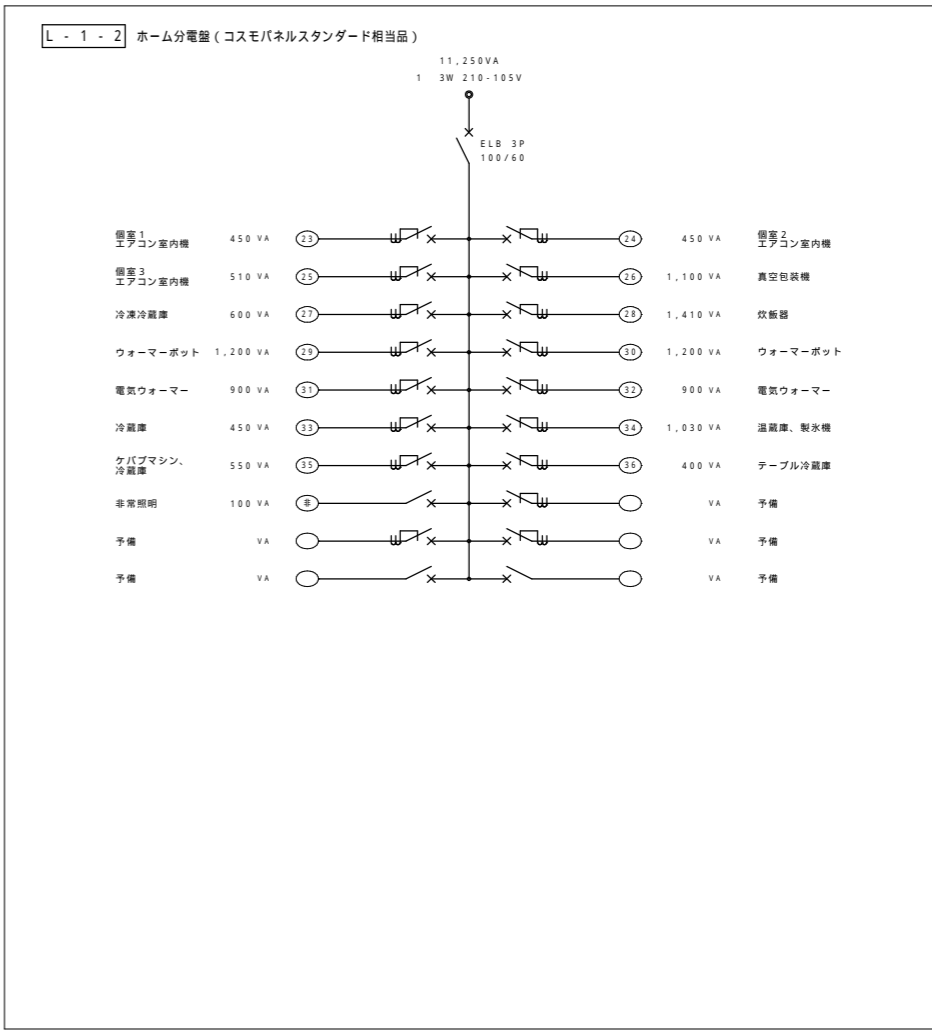 L - 1 - 2 ホーム分電盤(コスモパネルスタンダード相当品)
11,250VA
1 3W 210-105V
ELB 3P
100/60
個室1
エアコン室内機 450 VA 23 24 450 VA 個室2
エアコン室内機
個室3
エアコン室内機 510 VA 25 26 1,100 VA 真空包装機
冷凍冷蔵庫 600 VA 27 28 1,410 VA 炊飯器
ウォーマーポット 1,200 VA 29 30 1,200 VA ウォーマーポット
電気ウォーマー 900 VA 31 32 900 VA 電気ウォーマー
冷蔵庫 450 VA 33 34 1,030 VA 温蔵庫、製氷機
ケバブマシン、
冷蔵庫 550 VA 35 36 400 VA テーブル冷蔵庫
非常照明 100 VA 非 VA 予備
予備 VA VA 予備
予備 VA VA 予備